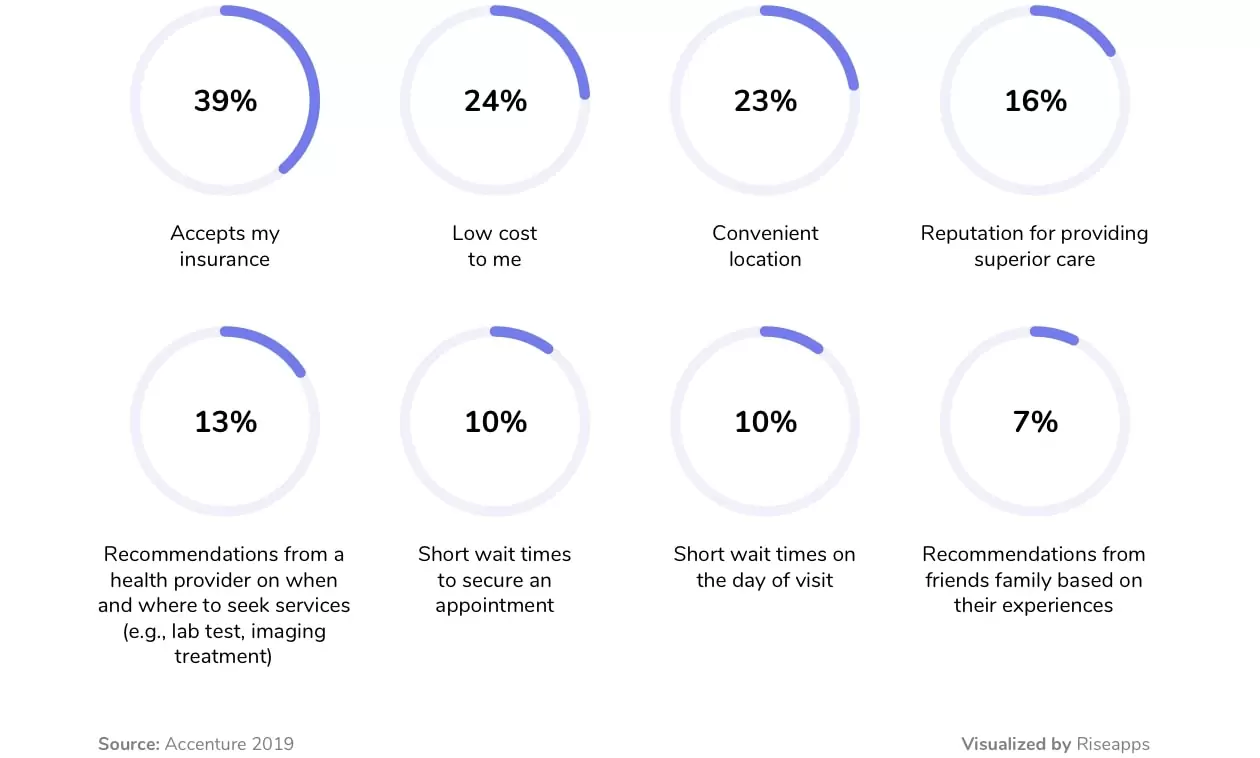 39%
24%
23%
16%
Accepts my
insurance
Low cost
to me
Convenient
location
Reputation for providing
superior care
13%
10%
10%
7%
Recommendations from a
health provider on when
and where to seek services
(e.g., lab test, imaging
treatment)
Short wait times
to secure an
appointment
Short wait times on
the day of visit
Recommendations from
friends family based on
their experiences
Source: Accenture 2019
Visualized by Riseapps